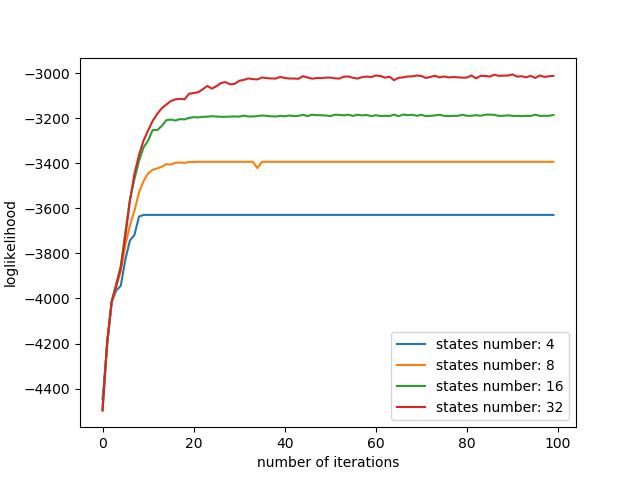 −3000
−3200
−3400
−3600
−3800
−4000
−4200
−4400
loglikelihood
states number: 4
states number: 8
states number: 16
states number: 32
0 20 40 60 80 100
number of iterations